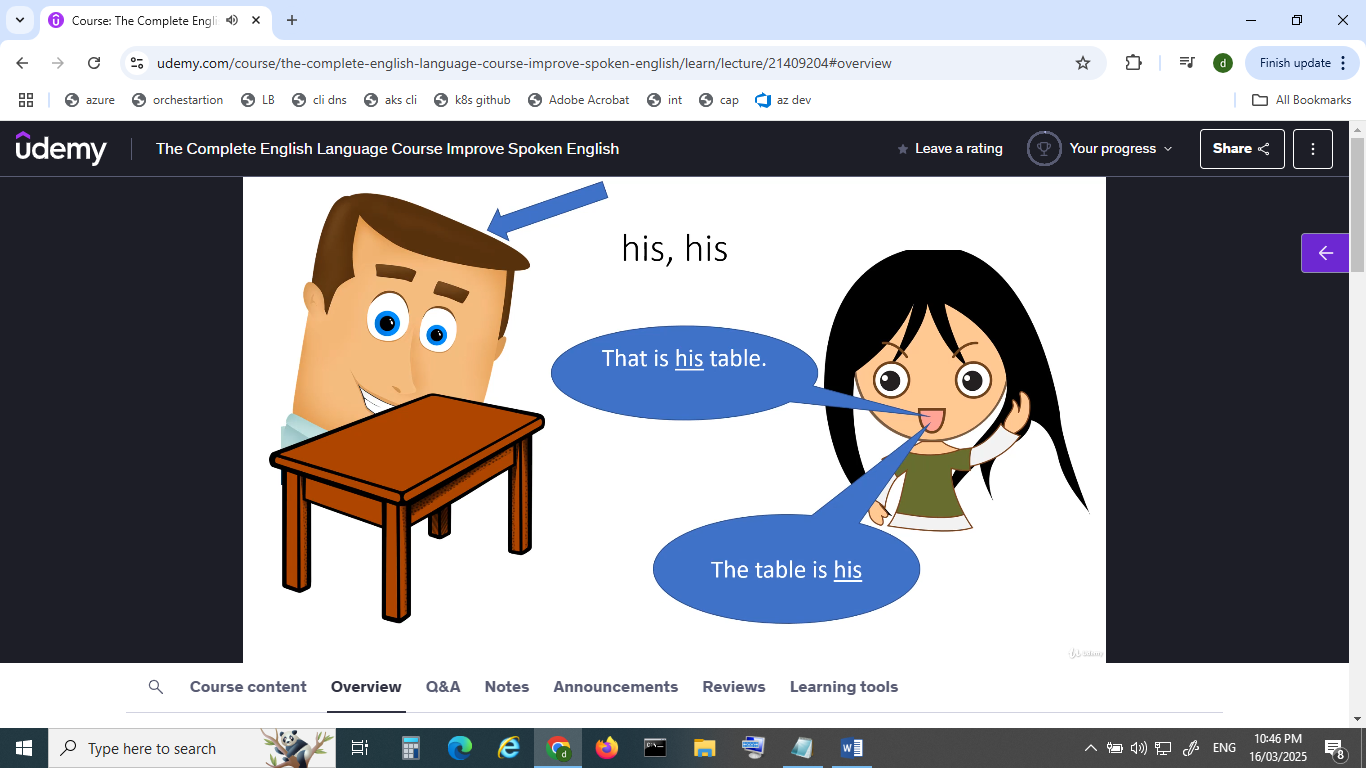 Course: The Complete Engli
udemy.com/course/the-complete-english-language-course-improve-spoken-english/learn/lecture/21409204#overview
d
Finish update
azure
orchestartion
LB
cli dns
aks cli
k8s github
Adobe Acrobat
int
cap
az dev
All Bookmarks
udemy
The Complete English Language Course Improve Spoken English
Leave a rating
Your progress
Share
his, his
That is his table.
The table is his
Udemy
Course content
Overview
Q&A
Notes
Announcements
Reviews
Learning tools
Type here to search
ENG
10:46 PM
16/03/2025
8